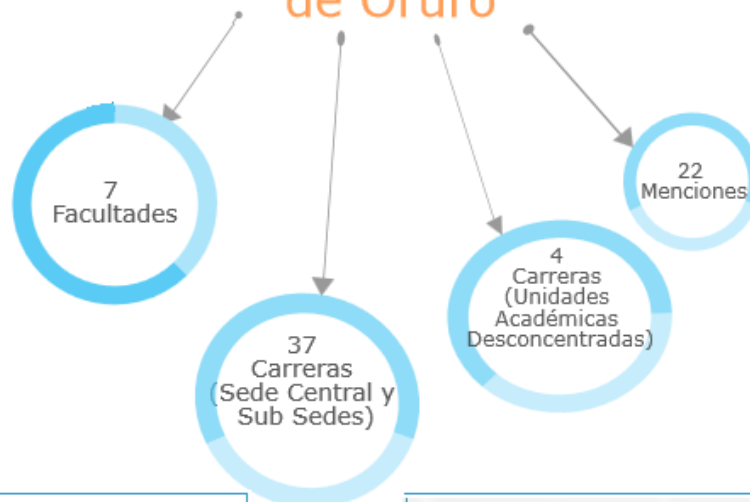 de Oruro
7
Facultades
37
Carreras
(Sede Central y
Sub Sedes)
4
Carreras
(Unidades
Académicas
Desconcentradas)
22
Menciones